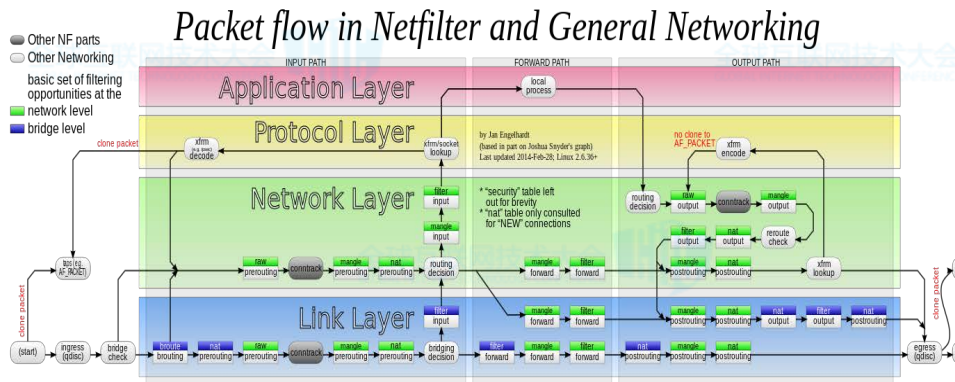 Packet flow in Netfilter and General Networking
Other NF parts
Other Networking
basic set of filtering
opportunities at the
network level
bridge level
INPUT PATH
FORWARD PATH
OUTPUT PATH
Application Layer
local
process
Protocol Layer
clone packet
xfrm
decode
xfrm/socket
lookup
by Jan Engelhardt
(based in part on Joshua Snyder's graph)
Last updated 2014-Feb-28; Linux 2.6.36+
no clone to
AF_PACKET
xfrm
encode
Network Layer
filter
input
mangle
input
* "security" table left
out for brevity
* "nat" table only consulted
for "NEW" connections
routing
decision
raw
output
conntrack
mangle
output
filter
output
nat
output
reroute
check
taps (e.g.
AF_PACKET)
raw
prerouting
conntrack
mangle
prerouting
nat
prerouting
routing
decision
mangle
forward
filter
forward
mangle
postrouting
nat
postrouting
xfrm
lookup
clone packet
clone packet
Link Layer
filter
input
mangle
forward
filter
forward
mangle
postrouting
nat
postrouting
nat
output
filter
output
nat
postrouting
(start)
ingress
(qdisc)
bridge
check
broute
brouting
nat
prerouting
raw
prerouting
conntrack
mangle
prerouting
nat
prerouting
bridging
decision
filter
forward
mangle
forward
filter
forward
nat
postrouting
mangle
postrouting
nat
postrouting
egress
(qdisc)